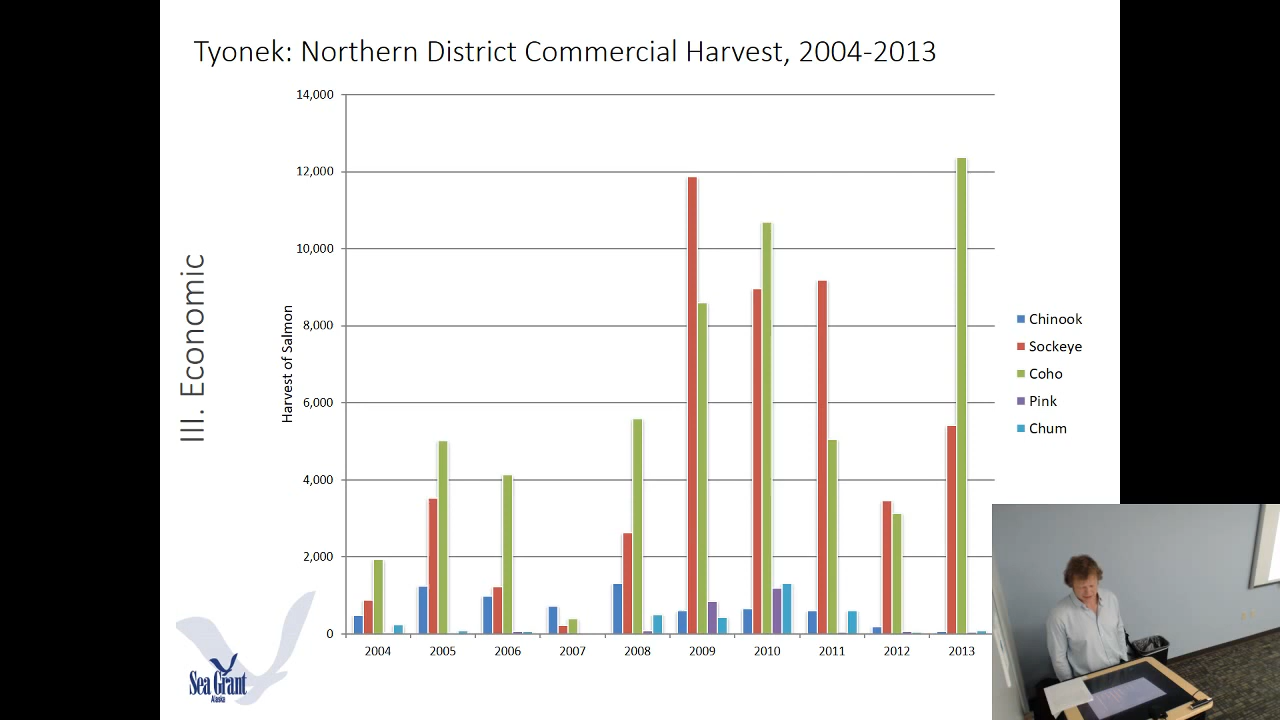 Tyonek: Northern District Commercial Harvest, 2004-2013
III. Economic
Harvest of Salmon
14,000
12,000
10,000
8,000
6,000
4,000
2,000
0
2004 2005 2006 2007 2008 2009 2010 2011 2012 2013
Chinook
Sockeye
Coho
Pink
Chum
Sea Grant
Alaska